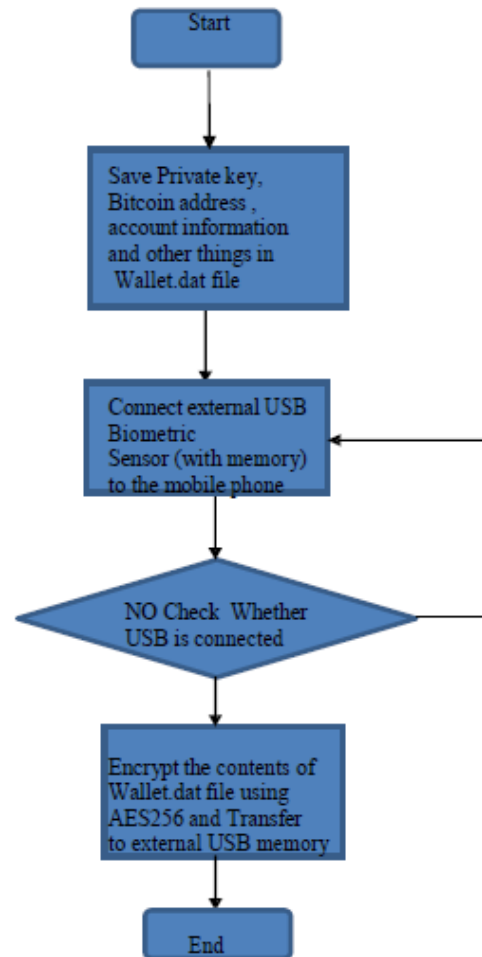 Start
Save Private key,
Bitcoin address ,
account information
and other things in
Wallet.dat file
Connect external USB
Biometric
Sensor (with memory)
to the mobile phone
NO Check Whether
USB is connected
Encrypt the contents of
Wallet.dat file using
AES256 and Transfer
to external USB memory
End